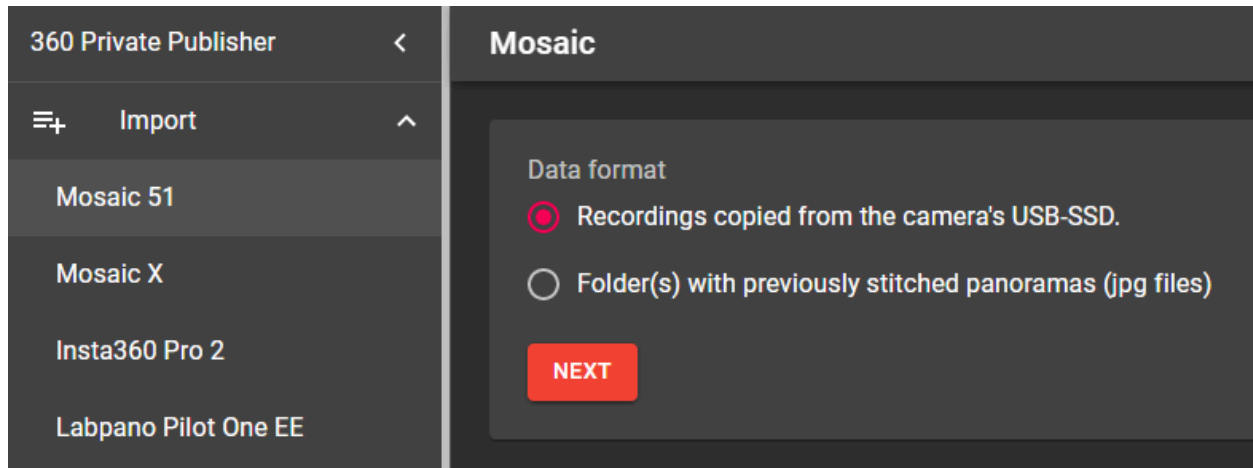 360 Private Publisher
Import
Mosaic 51
Mosaic X
Insta360 Pro 2
Labpano Pilot One EE
Mosaic
Data format
Recordings copied from the camera's USB-SSD.
Folder(s) with previously stitched panoramas (jpg files)
NEXT